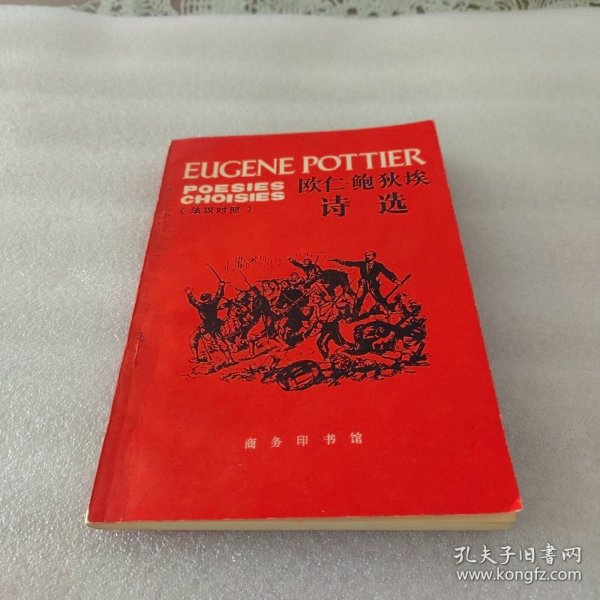 EUGENE POTTIER
POESIES
CHOISIES
(法汉对照)
欧仁·鲍狄埃
诗选
商务印书馆
孔夫子旧书网
www.kongfz.com